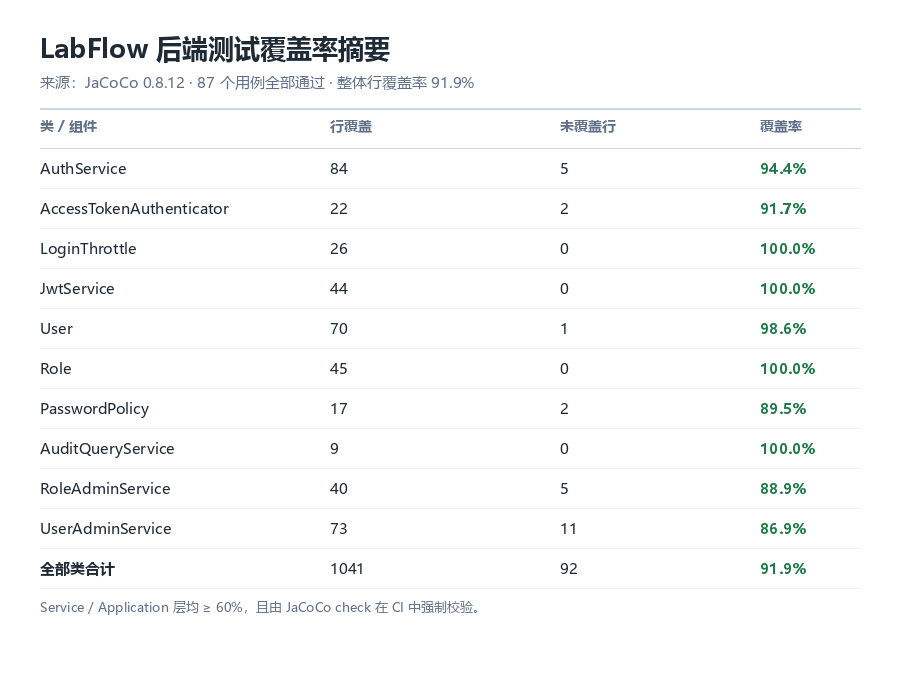 LabFlow 后端测试覆盖率摘要
来源：JaCoCo 0.8.12 · 87 个用例全部通过 · 整体行覆盖率 91.9%
类 / 组件 行覆盖 未覆盖行 覆盖率
AuthService 84 5 94.4%
AccessTokenAuthenticator 22 2 91.7%
LoginThrottle 26 0 100.0%
JwtService 44 0 100.0%
User 70 1 98.6%
Role 45 0 100.0%
PasswordPolicy 17 2 89.5%
AuditQueryService 9 0 100.0%
RoleAdminService 40 5 88.9%
UserAdminService 73 11 86.9%
全部类合计 1041 92 91.9%
Service / Application 层均 ≥ 60%，且由 JaCoCo check 在 CI 中强制校验。